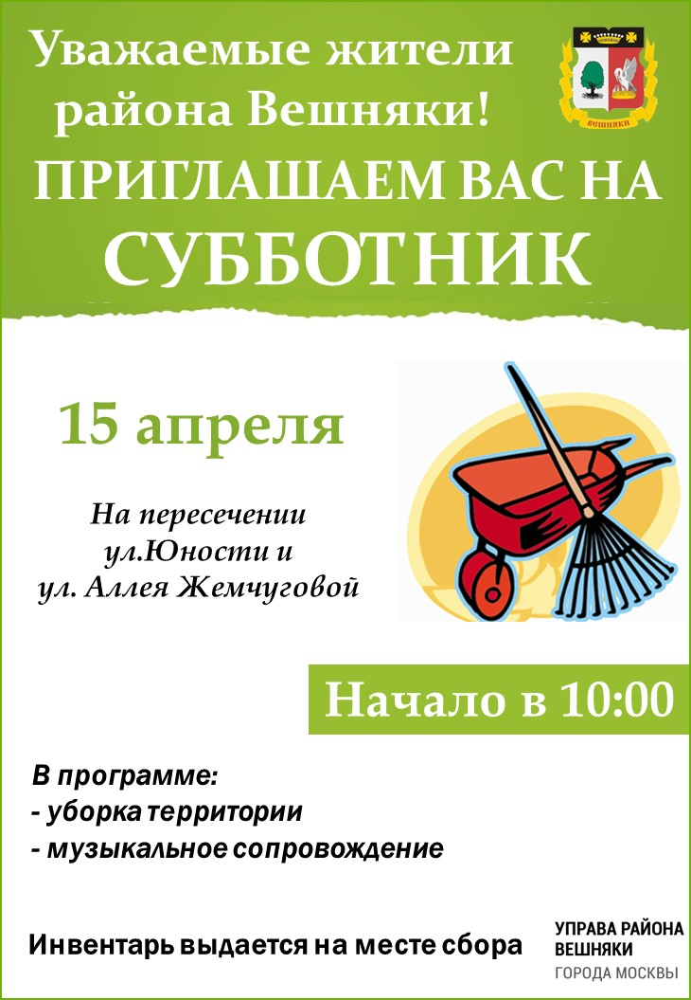 Уважаемые жители
района Вешняки!
ВЕШНЯКИ
ПРИГЛАШАЕМ ВАС НА
СУББОТНИК
15 апреля
На пересечении
ул.Юности и
ул. Аллея Жемчуговой
Начало в 10:00
В программе:
- уборка территории
- музыкальное сопровождение
Инвентарь выдается на месте сбора
УПРАВА РАЙОНА
ВЕШНЯКИ
ГОРОДА МОСКВЫ